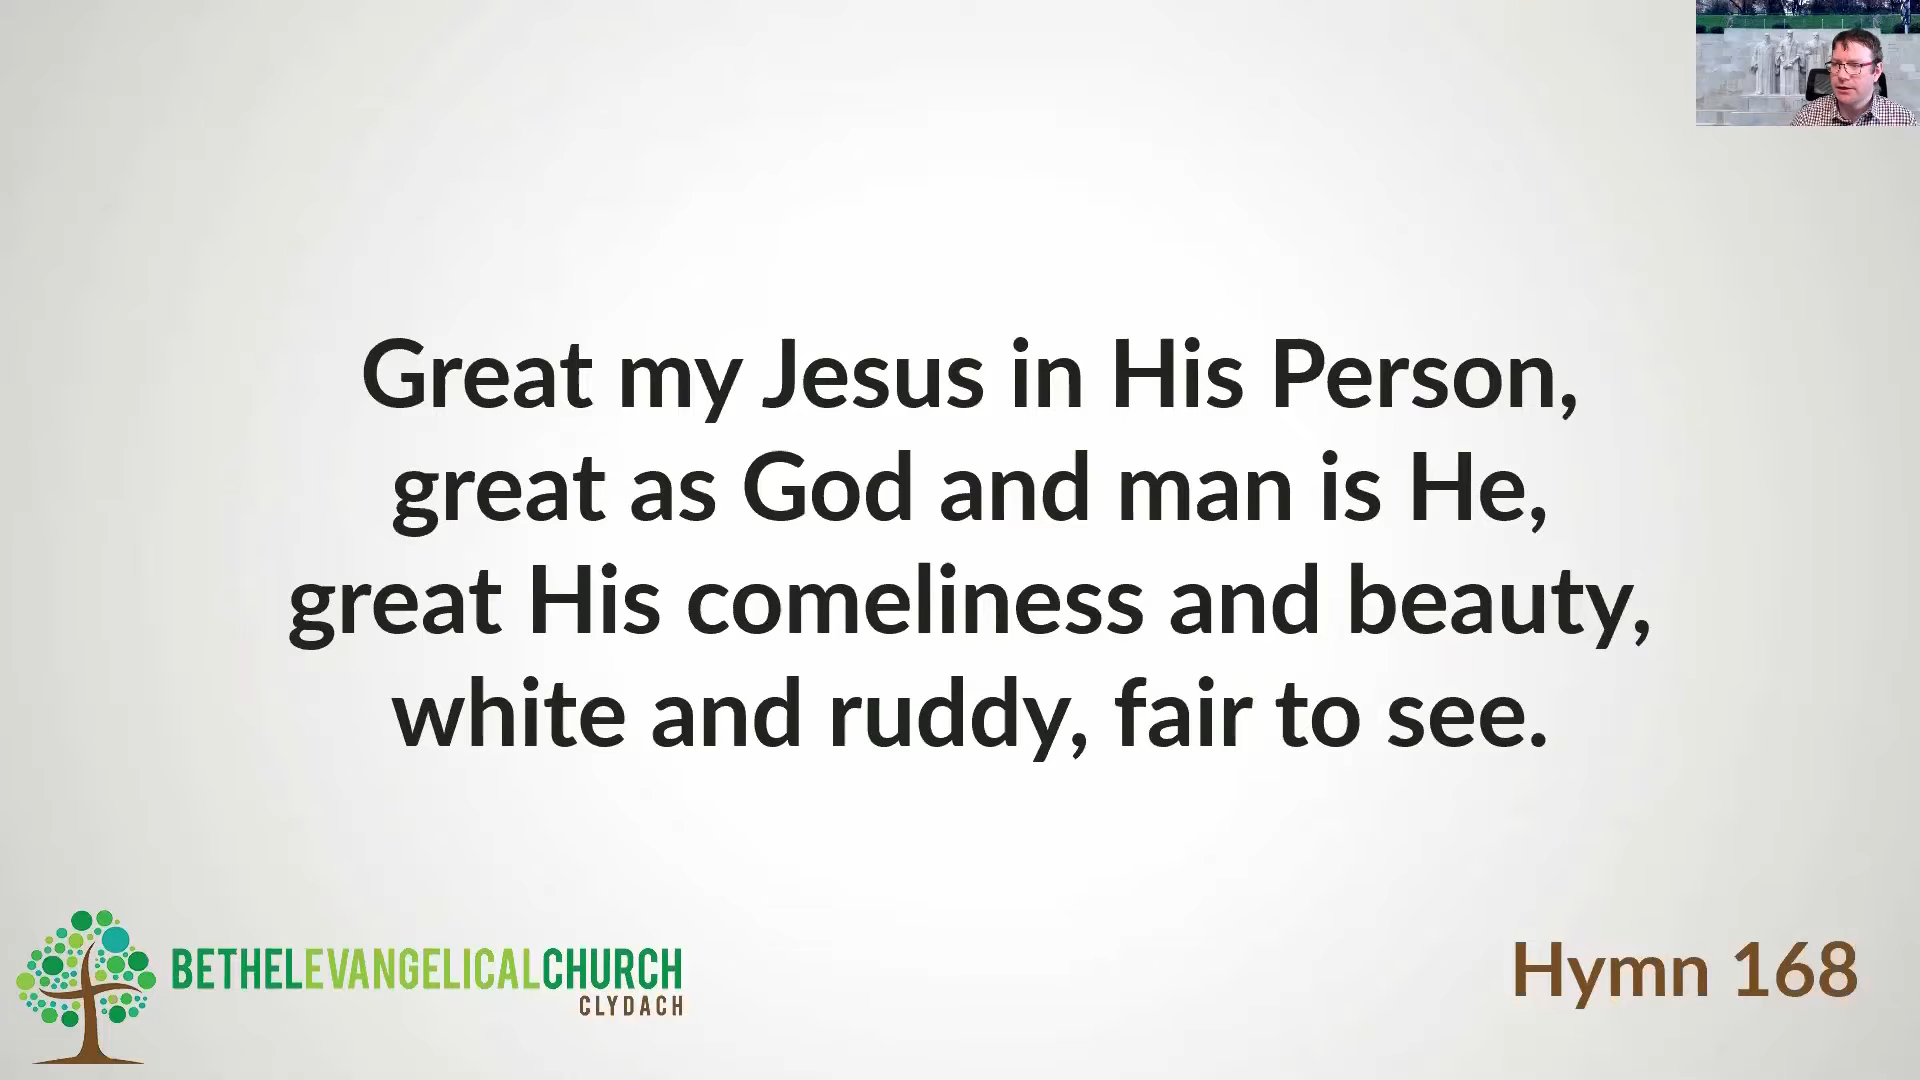 Great my Jesus in His Person,
great as God and man is He,
great His comeliness and beauty,
white and ruddy, fair to see.
BETHELEVANGELICALCHURCH
CLYDACH
Hymn 168